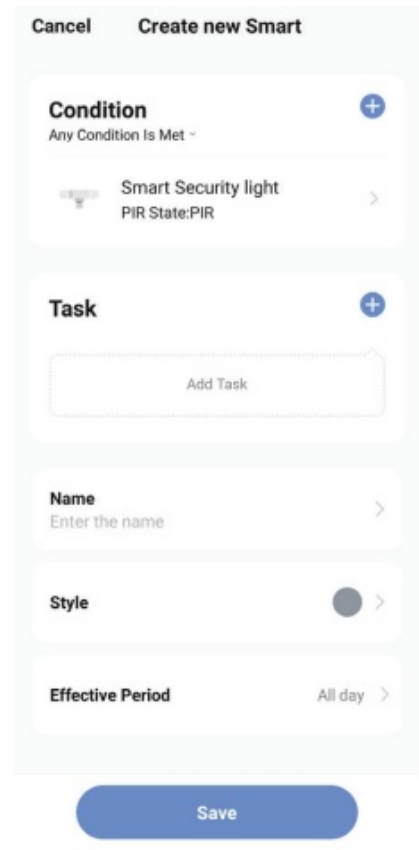 Cancel Create new Smart
Condition
Any Condition Is Met
Smart Security light
PIR State:PIR
Task
Add Task
Name
Enter the name
Style
Effective Period All day
Save